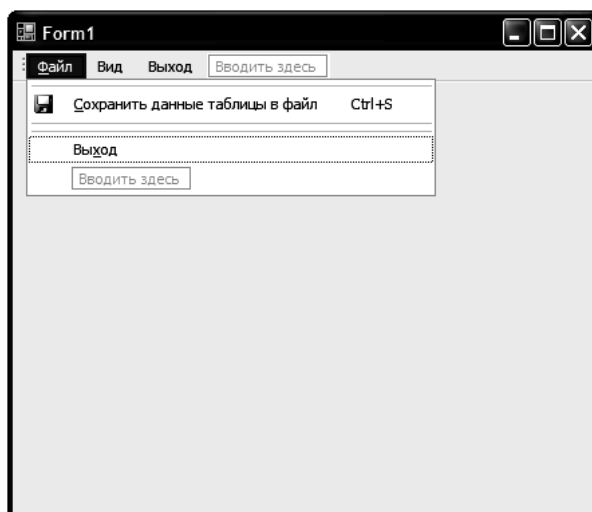 Form1
Файл Вид Выход Вводить здесь
Сохранить данные таблицы в файл Ctrl+S
Выход
Вводить здесь